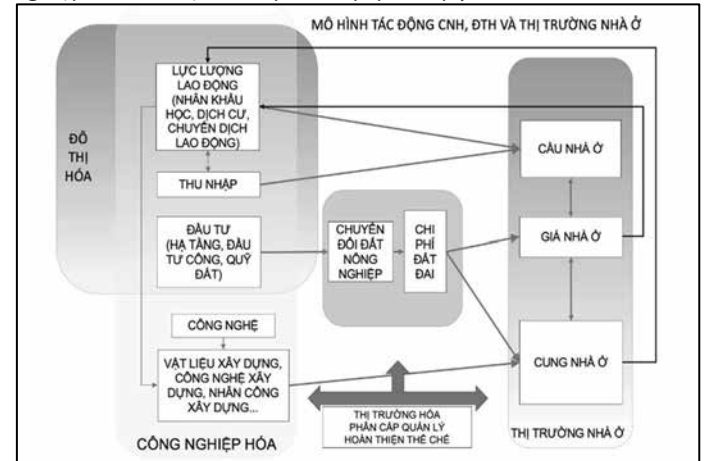 MÔ HÌNH TÁC ĐỘNG CNH, ĐTH VÀ THỊ TRƯỜNG NHÀ Ở
LỰC LƯỢNG
LAO ĐỘNG
(NHÂN KHẨU
HỌC, DỊCH CƯ,
CHUYỂN DỊCH
LAO ĐỘNG)
ĐÔ
THỊ
HÓA
THU NHẬP
ĐẦU TƯ
(HẠ TẦNG, ĐẦU
TƯ CÔNG, QUỸ
ĐẤT)
CHUYỂN
ĐỔI ĐẤT
NÔNG
NGHIỆP
CHI
PHÍ
ĐẤT
ĐAI
CẦU NHÀ Ở
GIÁ NHÀ Ở
CUNG NHÀ Ở
CÔNG NGHỆ
VẬT LIỆU XÂY DỰNG,
CÔNG NGHỆ XÂY
DỰNG, NHÂN CÔNG
XÂY DỰNG...
CÔNG NGHIỆP HÓA
THỊ TRƯỜNG HÓA
PHÂN CẤP QUẢN LÝ
HOÀN THIỆN THỂ CHẾ
THỊ TRƯỜNG NHÀ Ở